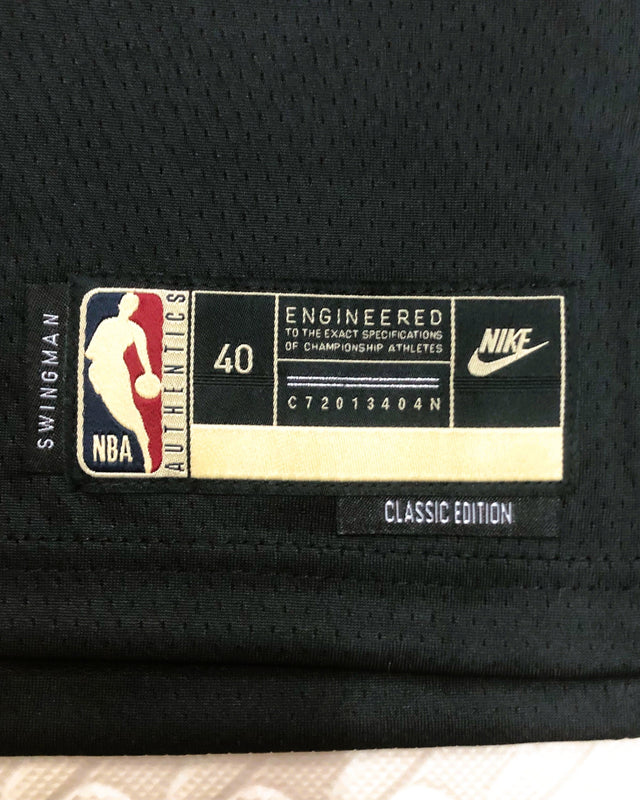 SWINGMAN
NBA
AUTHENTICS
40
ENGINEERED
TO THE EXACT SPECIFICATIONS
OF CHAMPIONSHIP ATHLETES
C72013404N
NIKE
CLASSIC EDITION